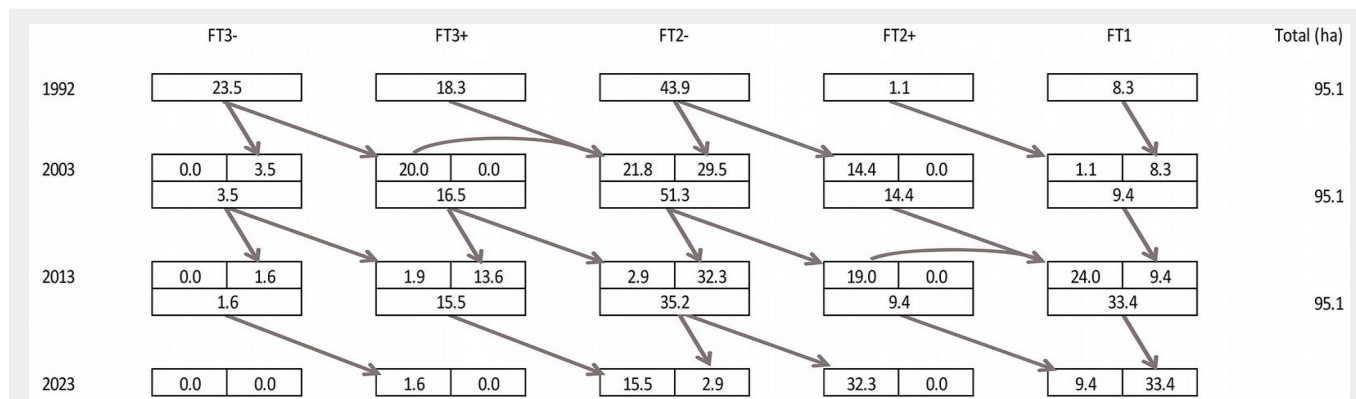 FT3- FT3+ FT2- FT2+ FT1 Total (ha)
1992 23.5 18.3 43.9 1.1 8.3 95.1
2003 0.0 3.5 20.0 0.0 21.8 29.5 14.4 0.0 1.1 8.3
3.5 16.5 51.3 14.4 9.4 95.1
2013 0.0 1.6 1.9 13.6 2.9 32.3 19.0 0.0 24.0 9.4
1.6 15.5 35.2 9.4 33.4 95.1
2023 0.0 0.0 1.6 0.0 15.5 2.9 32.3 0.0 9.4 33.4